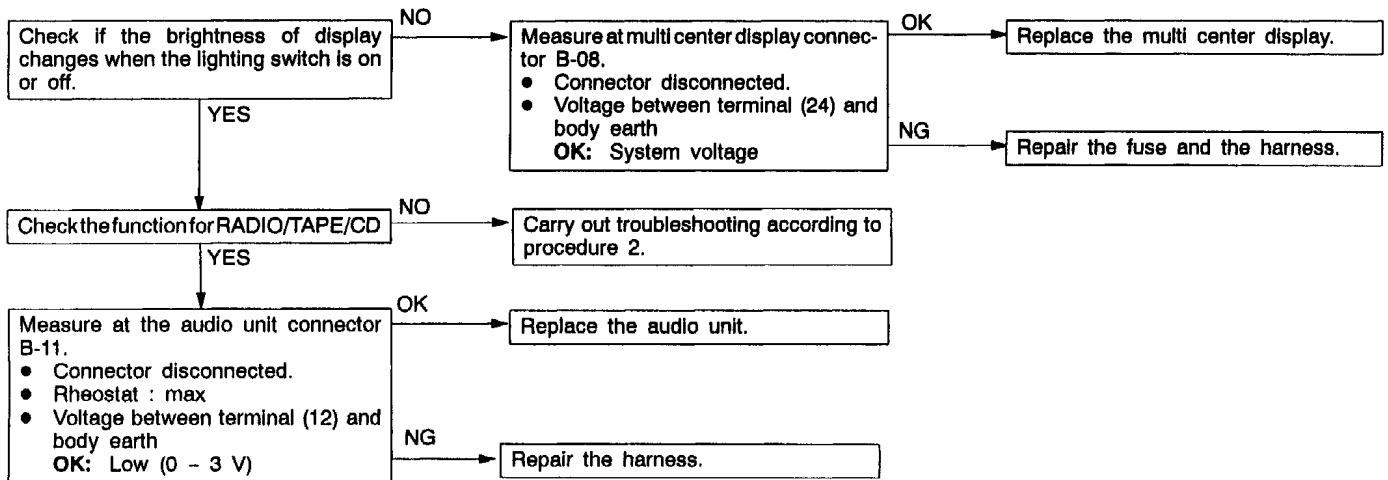 Check if the brightness of display
changes when the lighting switch is on
or off.
NO
Measure at multi center display connec-
tor B-08.
● Connector disconnected.
● Voltage between terminal (24) and
body earth
OK: System voltage
OK
Replace the multi center display.
NG
Repair the fuse and the harness.
YES
Check the function for RADIO/TAPE/CD
NO
Carry out troubleshooting according to
procedure 2.
YES
Measure at the audio unit connector
B-11.
● Connector disconnected.
● Rheostat : max
● Voltage between terminal (12) and
body earth
OK: Low (0 – 3 V)
OK
Replace the audio unit.
NG
Repair the harness.